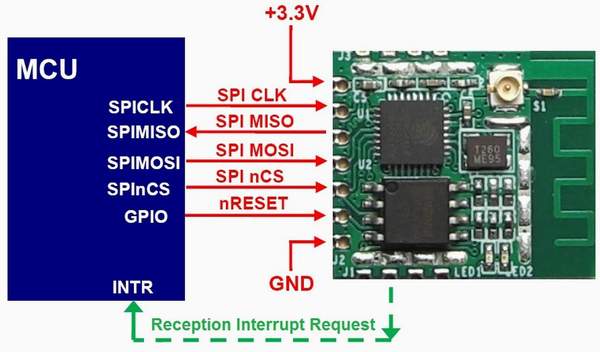 +3.3V
MCU
SPICLK
SPI CLK
SPIMISO
SPI MISO
SPIMOSI
SPI MOSI
SPInCS
SPI nCS
GPIO
nRESET
GND
INTR
Reception Interrupt Request
J3
C5
U1
U2
S1
T260
ME95
J2
J1
LED1
LED2